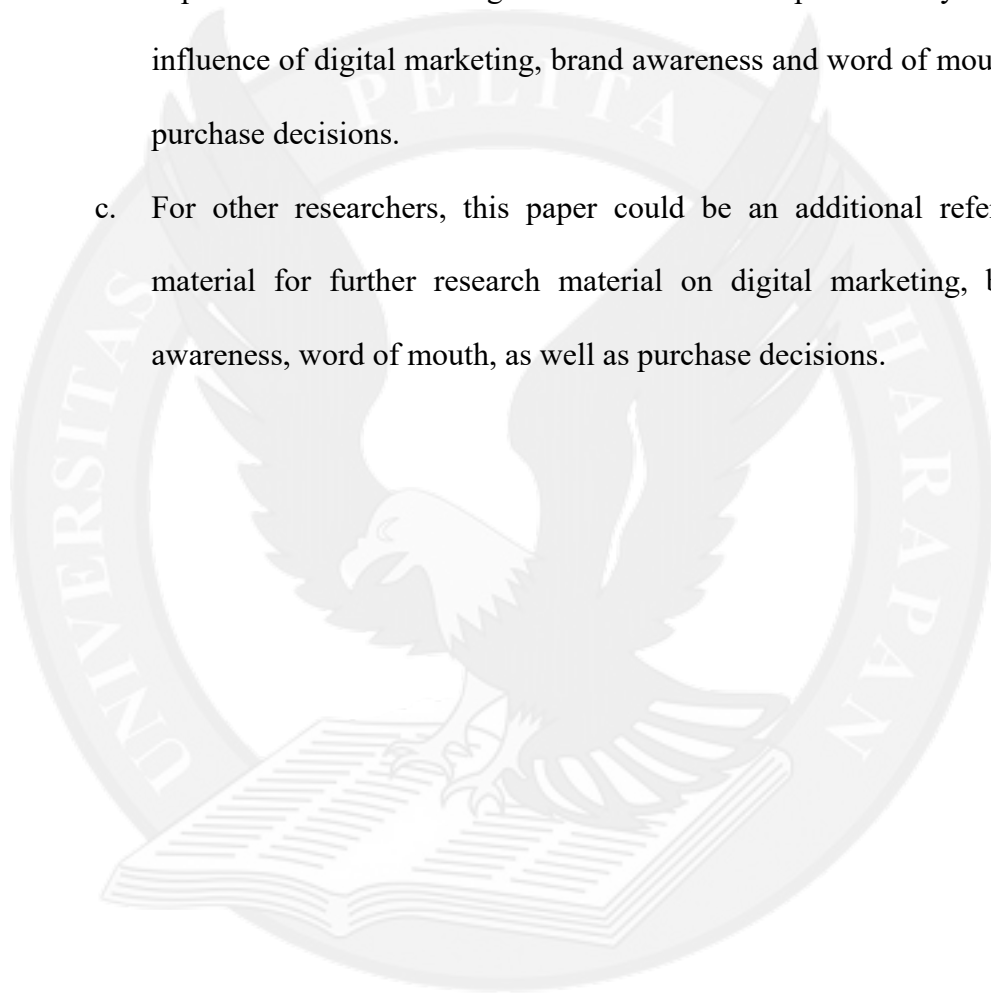 influence of digital marketing, brand awareness and word of
purchase decisions.
c. For other researchers, this paper could be an additional
material for further research material on digital marketing,
awareness, word of mouth, as well as purchase decisions.
UNIVERSITAS PELITA HARAPAN